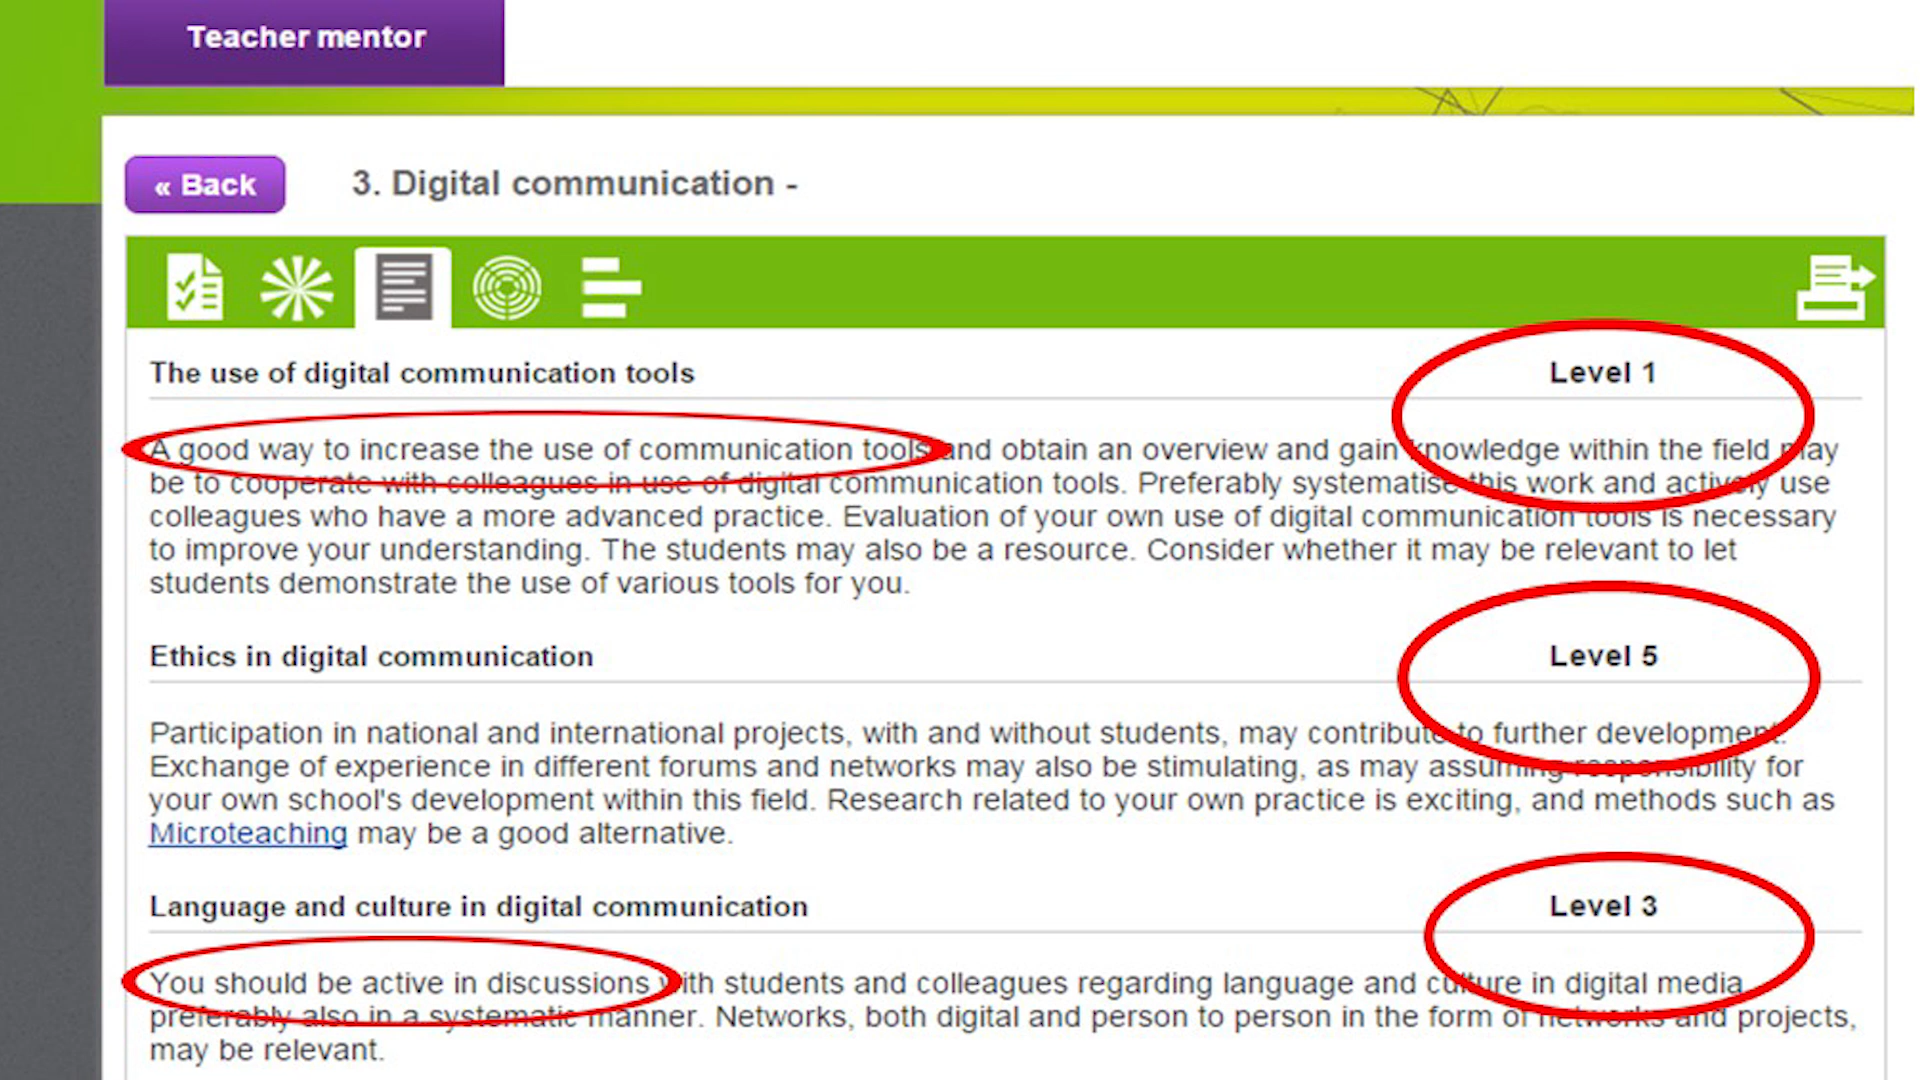 Teacher mentor
« Back
3. Digital communication -
The use of digital communication tools
Level 1
A good way to increase the use of communication tools and obtain an overview and gain knowledge within the field may
be to cooperate with colleagues in use of digital communication tools. Preferably systematise this work and actively use
colleagues who have a more advanced practice. Evaluation of your own use of digital communication tools is necessary
to improve your understanding. The students may also be a resource. Consider whether it may be relevant to let
students demonstrate the use of various tools for you.
Ethics in digital communication
Level 5
Participation in national and international projects, with and without students, may contribute to further development.
Exchange of experience in different forums and networks may also be stimulating, as may assuming responsibility for
your own school's development within this field. Research related to your own practice is exciting, and methods such as
Microteaching may be a good alternative.
Language and culture in digital communication
Level 3
You should be active in discussions with students and colleagues regarding language and culture in digital media,
preferably also in a systematic manner. Networks, both digital and person to person in the form of networks and projects,
may be relevant.